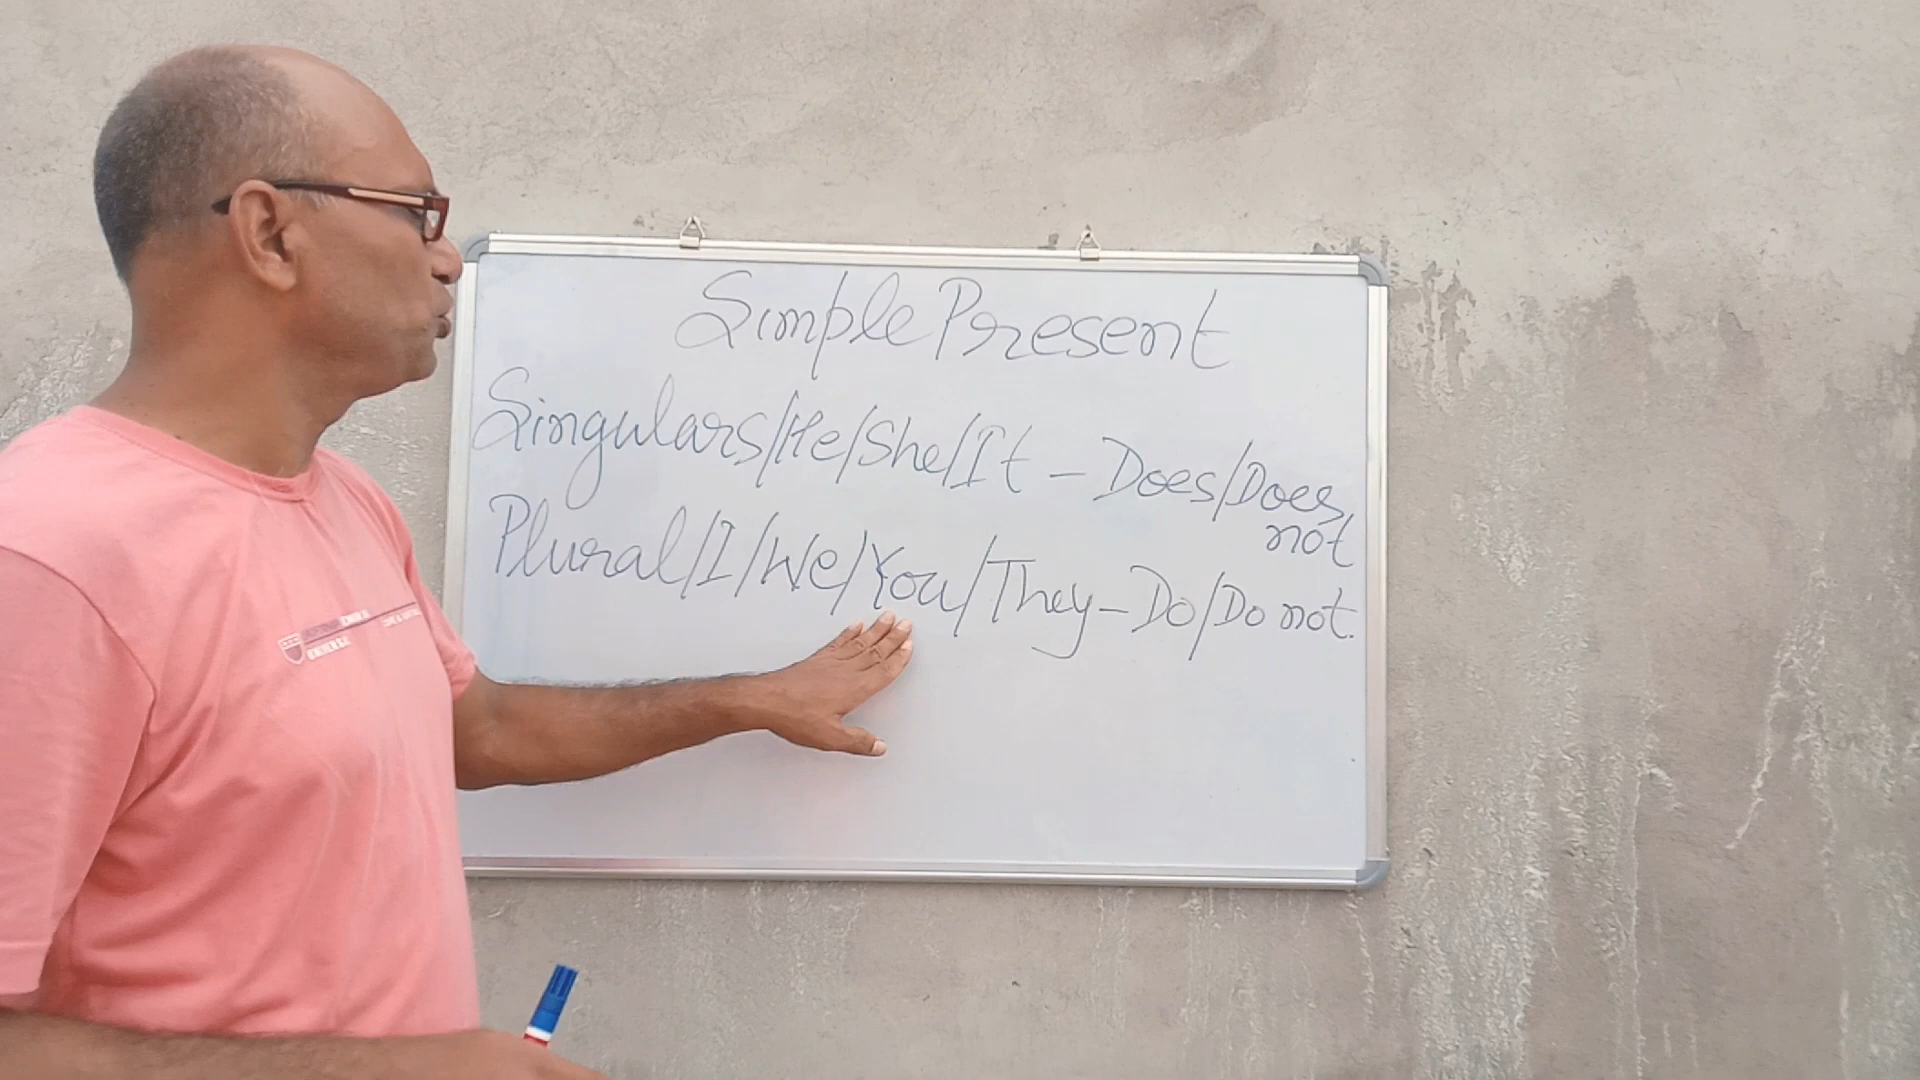 Simple Present
Singulars/He/She/It - Does/Does
not
Plural/I/We/You/They - Do/Do not.